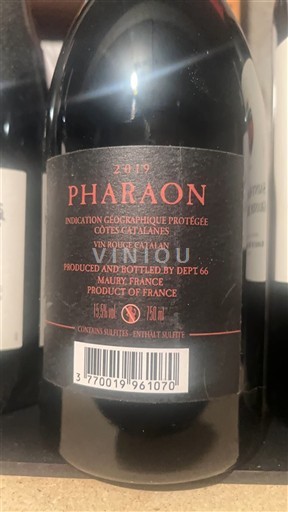 2019
PHARAON
INDICATION GÉOGRAPHIQUE PROTÉGÉE
CÔTES CATALANES
VIN ROUGE CATALAN
VINIOU
PRODUCED AND BOTTLED BY DEPT. 66
MAURY, FRANCE
PRODUCT OF FRANCE
15,5% vol. 750 ml
CONTAINS SULFITES - ENTHÄLT SULFITE
3 770019 961070